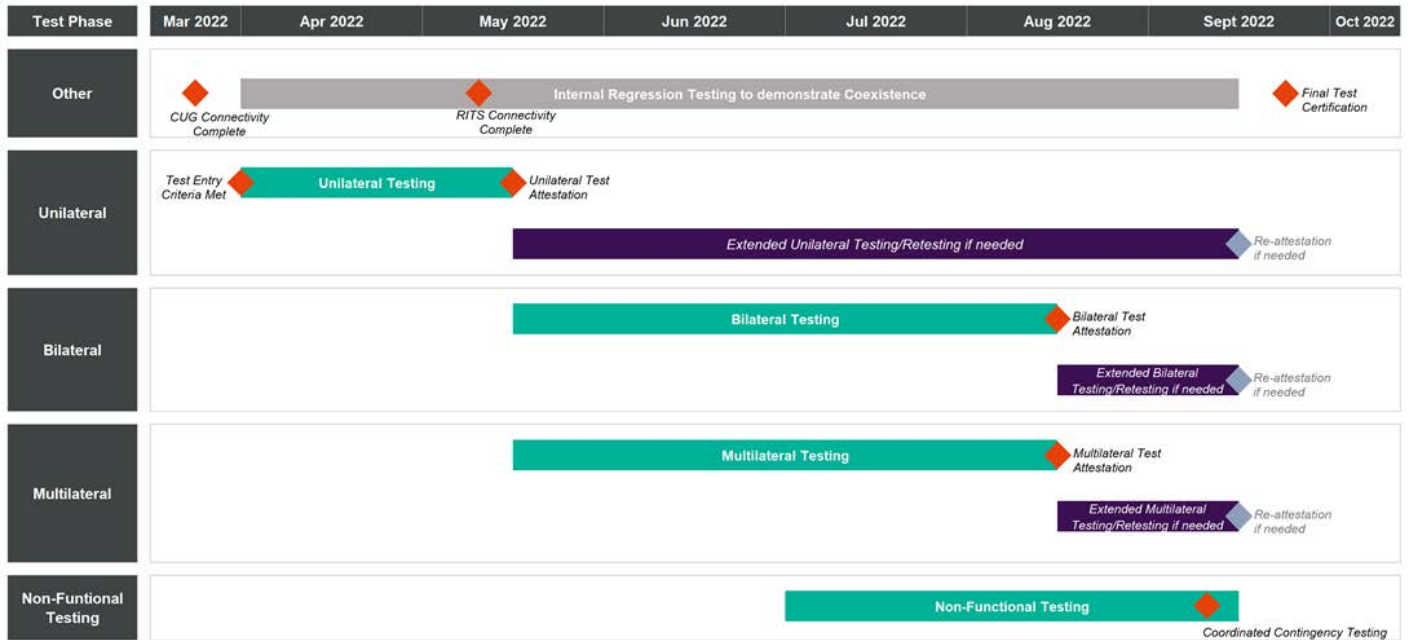 Test Phase
Mar 2022
Apr 2022
May 2022
Jun 2022
Jul 2022
Aug 2022
Sept 2022
Oct 2022
Other
Internal Regression Testing to demonstrate Coexistence
CUG Connectivity
Complete
RITS Connectivity
Complete
Final Test
Certification
Unilateral
Test Entry
Criteria Met
Unilateral Testing
Unilateral Test
Attestation
Extended Unilateral Testing/Retesting if needed
Re-attestation
if needed
Bilateral
Bilateral Testing
Bilateral Test
Attestation
Extended Bilateral
Testing/Retesting if needed
Re-attestation
if needed
Multilateral
Multilateral Testing
Multilateral Test
Attestation
Extended Multilateral
Testing/Retesting if needed
Re-attestation
if needed
Non-Funtional
Testing
Non-Functional Testing
Coordinated Contingency Testing